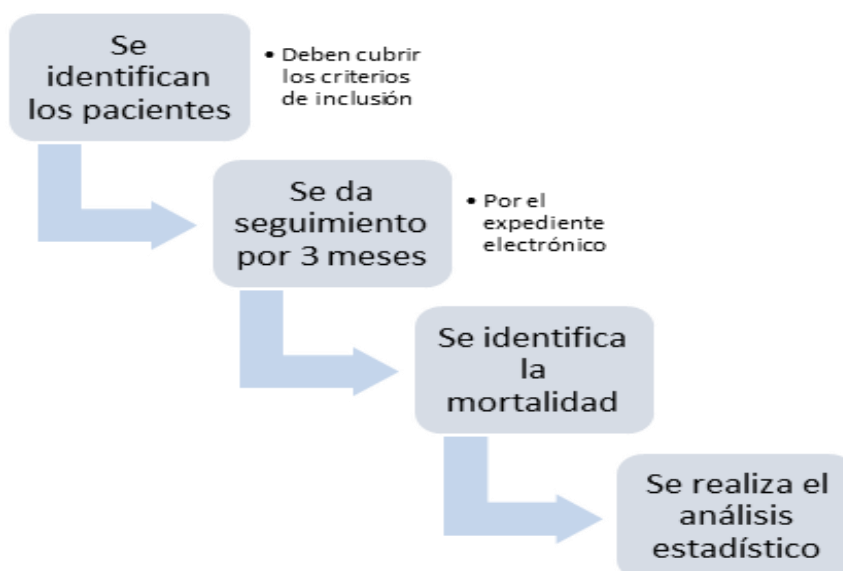 Se
identifican
los pacientes
• Deben cubrir
los criterios
de inclusión
Se da
seguimiento
por 3 meses
• Por el
expediente
electrónico
Se identifica
la
mortalidad
Se realiza el
análisis
estadístico